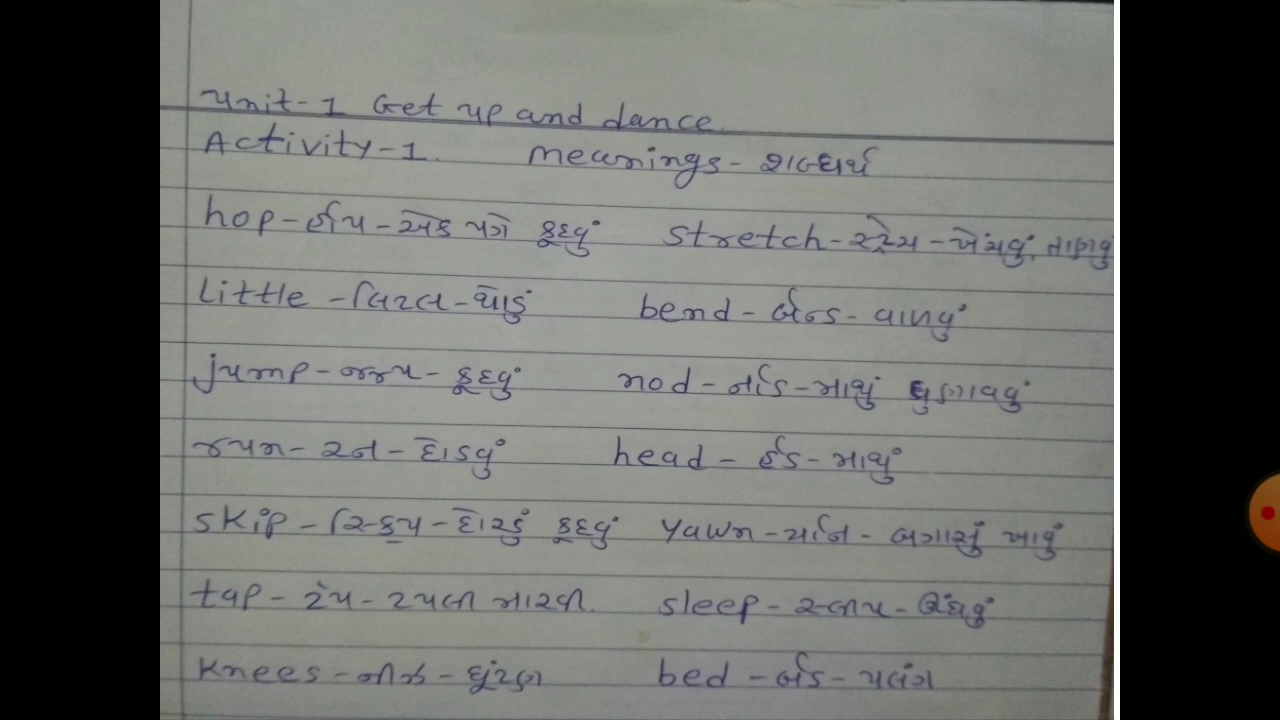 Unit-1 Get up and dance.
Activity-1. Meanings - શબ્દાર્થ
hop - હોપ - એક પગે કૂદવું stretch - સ્ટ્રેચ - ખેંચવું, તાણવું
Little - લિટલ - થોડું bend - બેન્ડ - વાળવું
jump - જમ્પ - કૂદવું nod - નોડ - માથું ધુણાવવું
run - રન - દોડવું head - હેડ - માથું
skip - સ્કિપ - દોરડું કૂદવું yawn - યોન - બગાસું ખાવું
tap - ટેપ - ટપલી મારવી. sleep - સ્લીપ - ઊંઘવું
Knees - નીઝ - ઘૂંટણ bed - બેડ - પલંગ